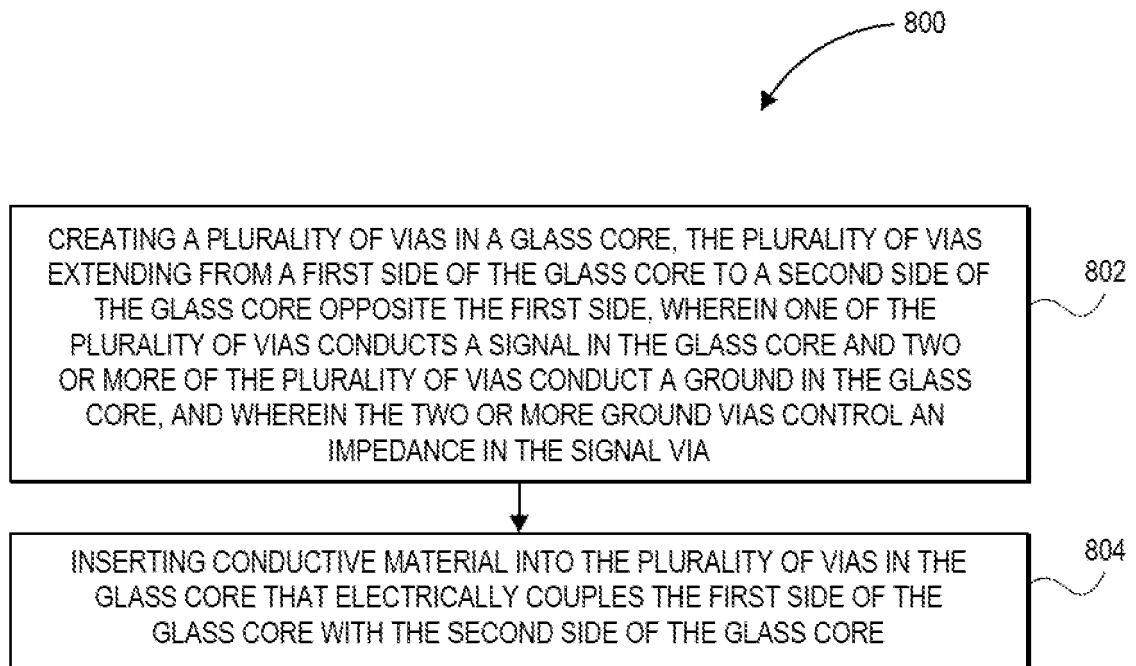 800
CREATING A PLURALITY OF VIAS IN A GLASS CORE, THE PLURALITY OF VIAS
EXTENDING FROM A FIRST SIDE OF THE GLASS CORE TO A SECOND SIDE OF
THE GLASS CORE OPPOSITE THE FIRST SIDE, WHEREIN ONE OF THE
PLURALITY OF VIAS CONDUCTS A SIGNAL IN THE GLASS CORE AND TWO
OR MORE OF THE PLURALITY OF VIAS CONDUCT A GROUND IN THE GLASS
CORE, AND WHEREIN THE TWO OR MORE GROUND VIAS CONTROL AN
IMPEDANCE IN THE SIGNAL VIA
802
INSERTING CONDUCTIVE MATERIAL INTO THE PLURALITY OF VIAS IN THE
GLASS CORE THAT ELECTRICALLY COUPLES THE FIRST SIDE OF THE
GLASS CORE WITH THE SECOND SIDE OF THE GLASS CORE
804